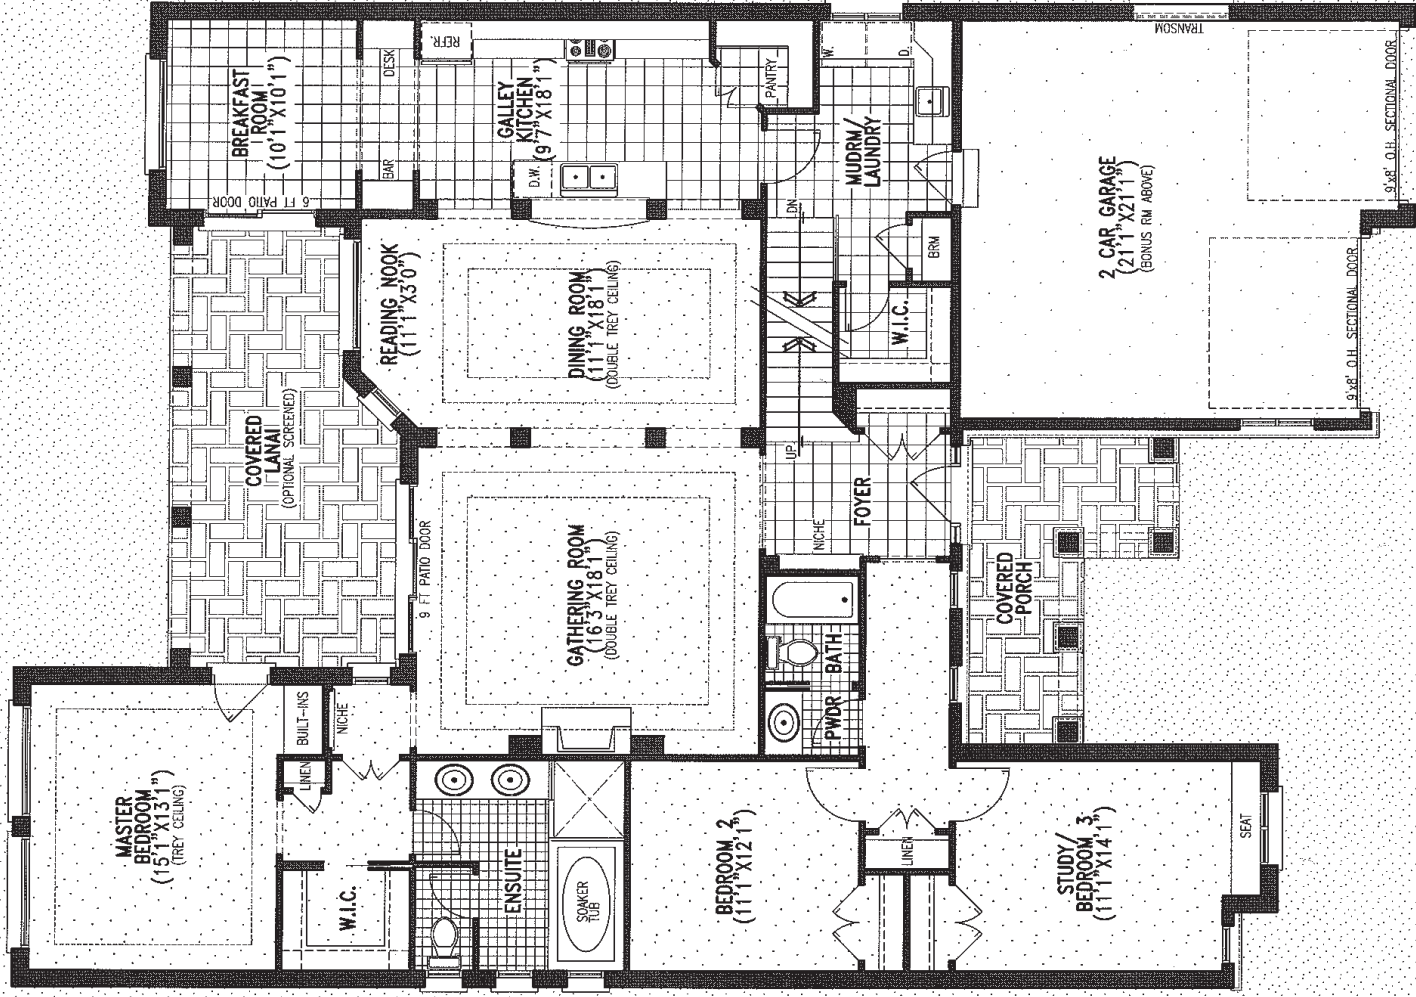 BREAKFAST
ROOM
(10'1"X10'1")
DESK
BAR
REFR.
GALLEY
KITCHEN
(9'7"X18'1")
D.W.
PANTRY
W.
D.
MUDRM/
LAUNDRY
TRANSOM
9'x8' O.H. SECTIONAL DOOR
2 CAR GARAGE
(21'1"X21'1")
(BONUS RM ABOVE)
9'x8' O.H. SECTIONAL DOOR
6 FT PATIO DOOR
READING NOOK
(11'1"X3'0")
DINING ROOM
(11'1"X18'1")
(DOUBLE TREY CEILING)
DN
BRM
W.I.C.
COVERED
LANAI
(OPTIONAL SCREENED)
UP
FOYER
NICHE
9 FT PATIO DOOR
GATHERING ROOM
(16'3"X18'1")
(DOUBLE TREY CEILING)
COVERED
PORCH
BATH
PWDR
BUILT-INS
NICHE
LINEN
MASTER
BEDROOM
(15'1"X13'1")
(TREY CEILING)
W.I.C.
ENSUITE
SOAKER
TUB
BEDROOM 2
(11'1"X12'1")
LINEN
STUDY/
BEDROOM 3
(11'1"X14'1")
SEAT